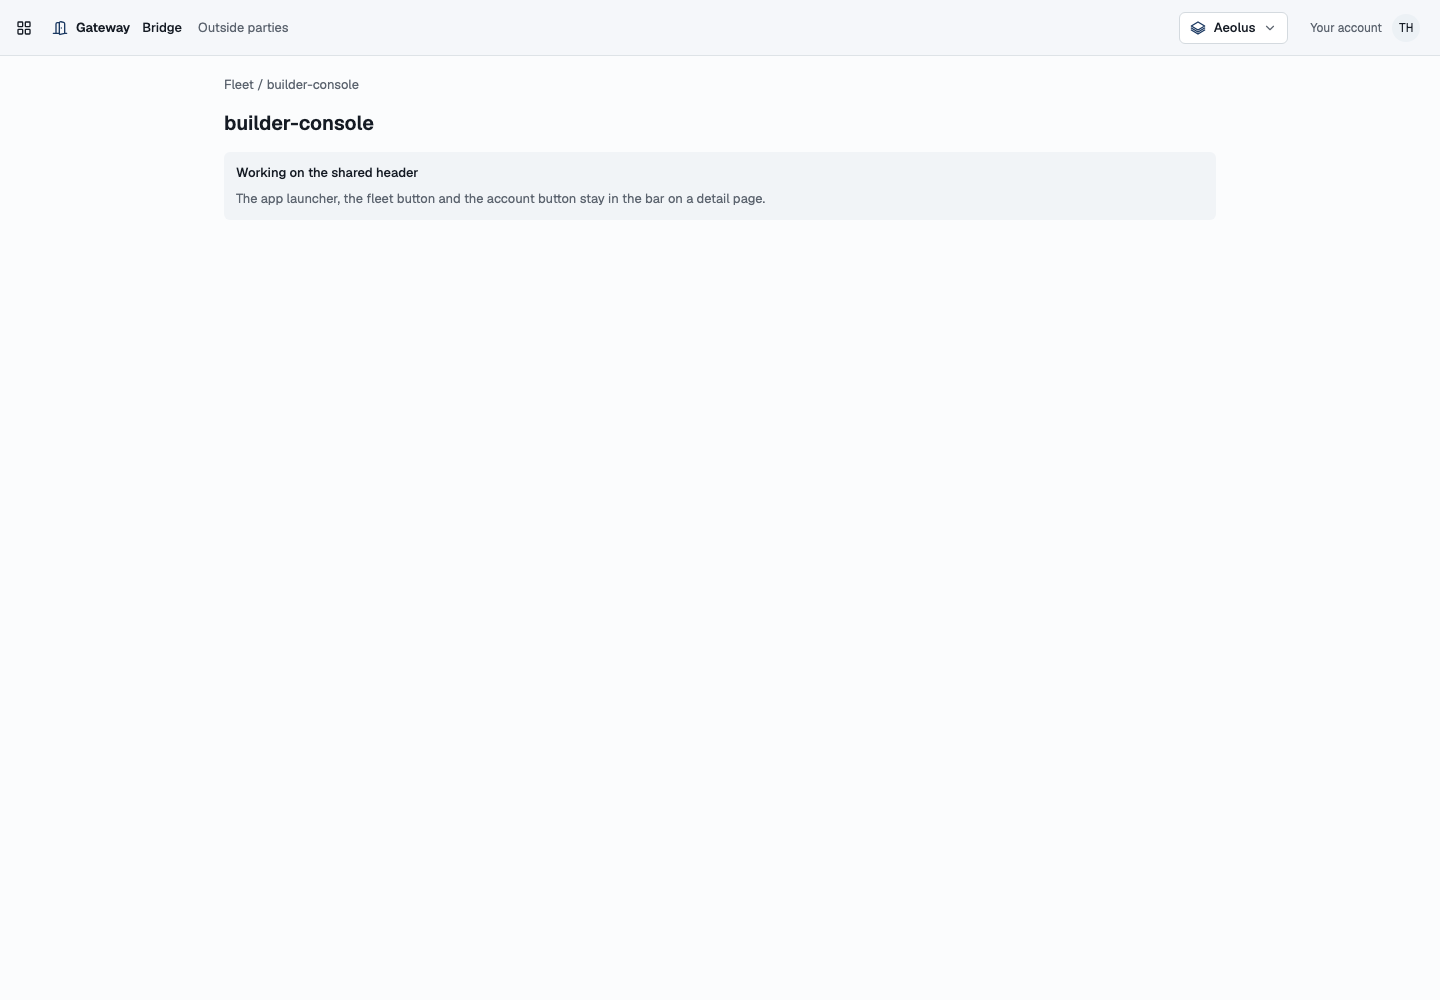 Gateway Bridge Outside parties Aeolus Your account TH
Fleet / builder-console
builder-console
Working on the shared header
The app launcher, the fleet button and the account button stay in the bar on a detail page.